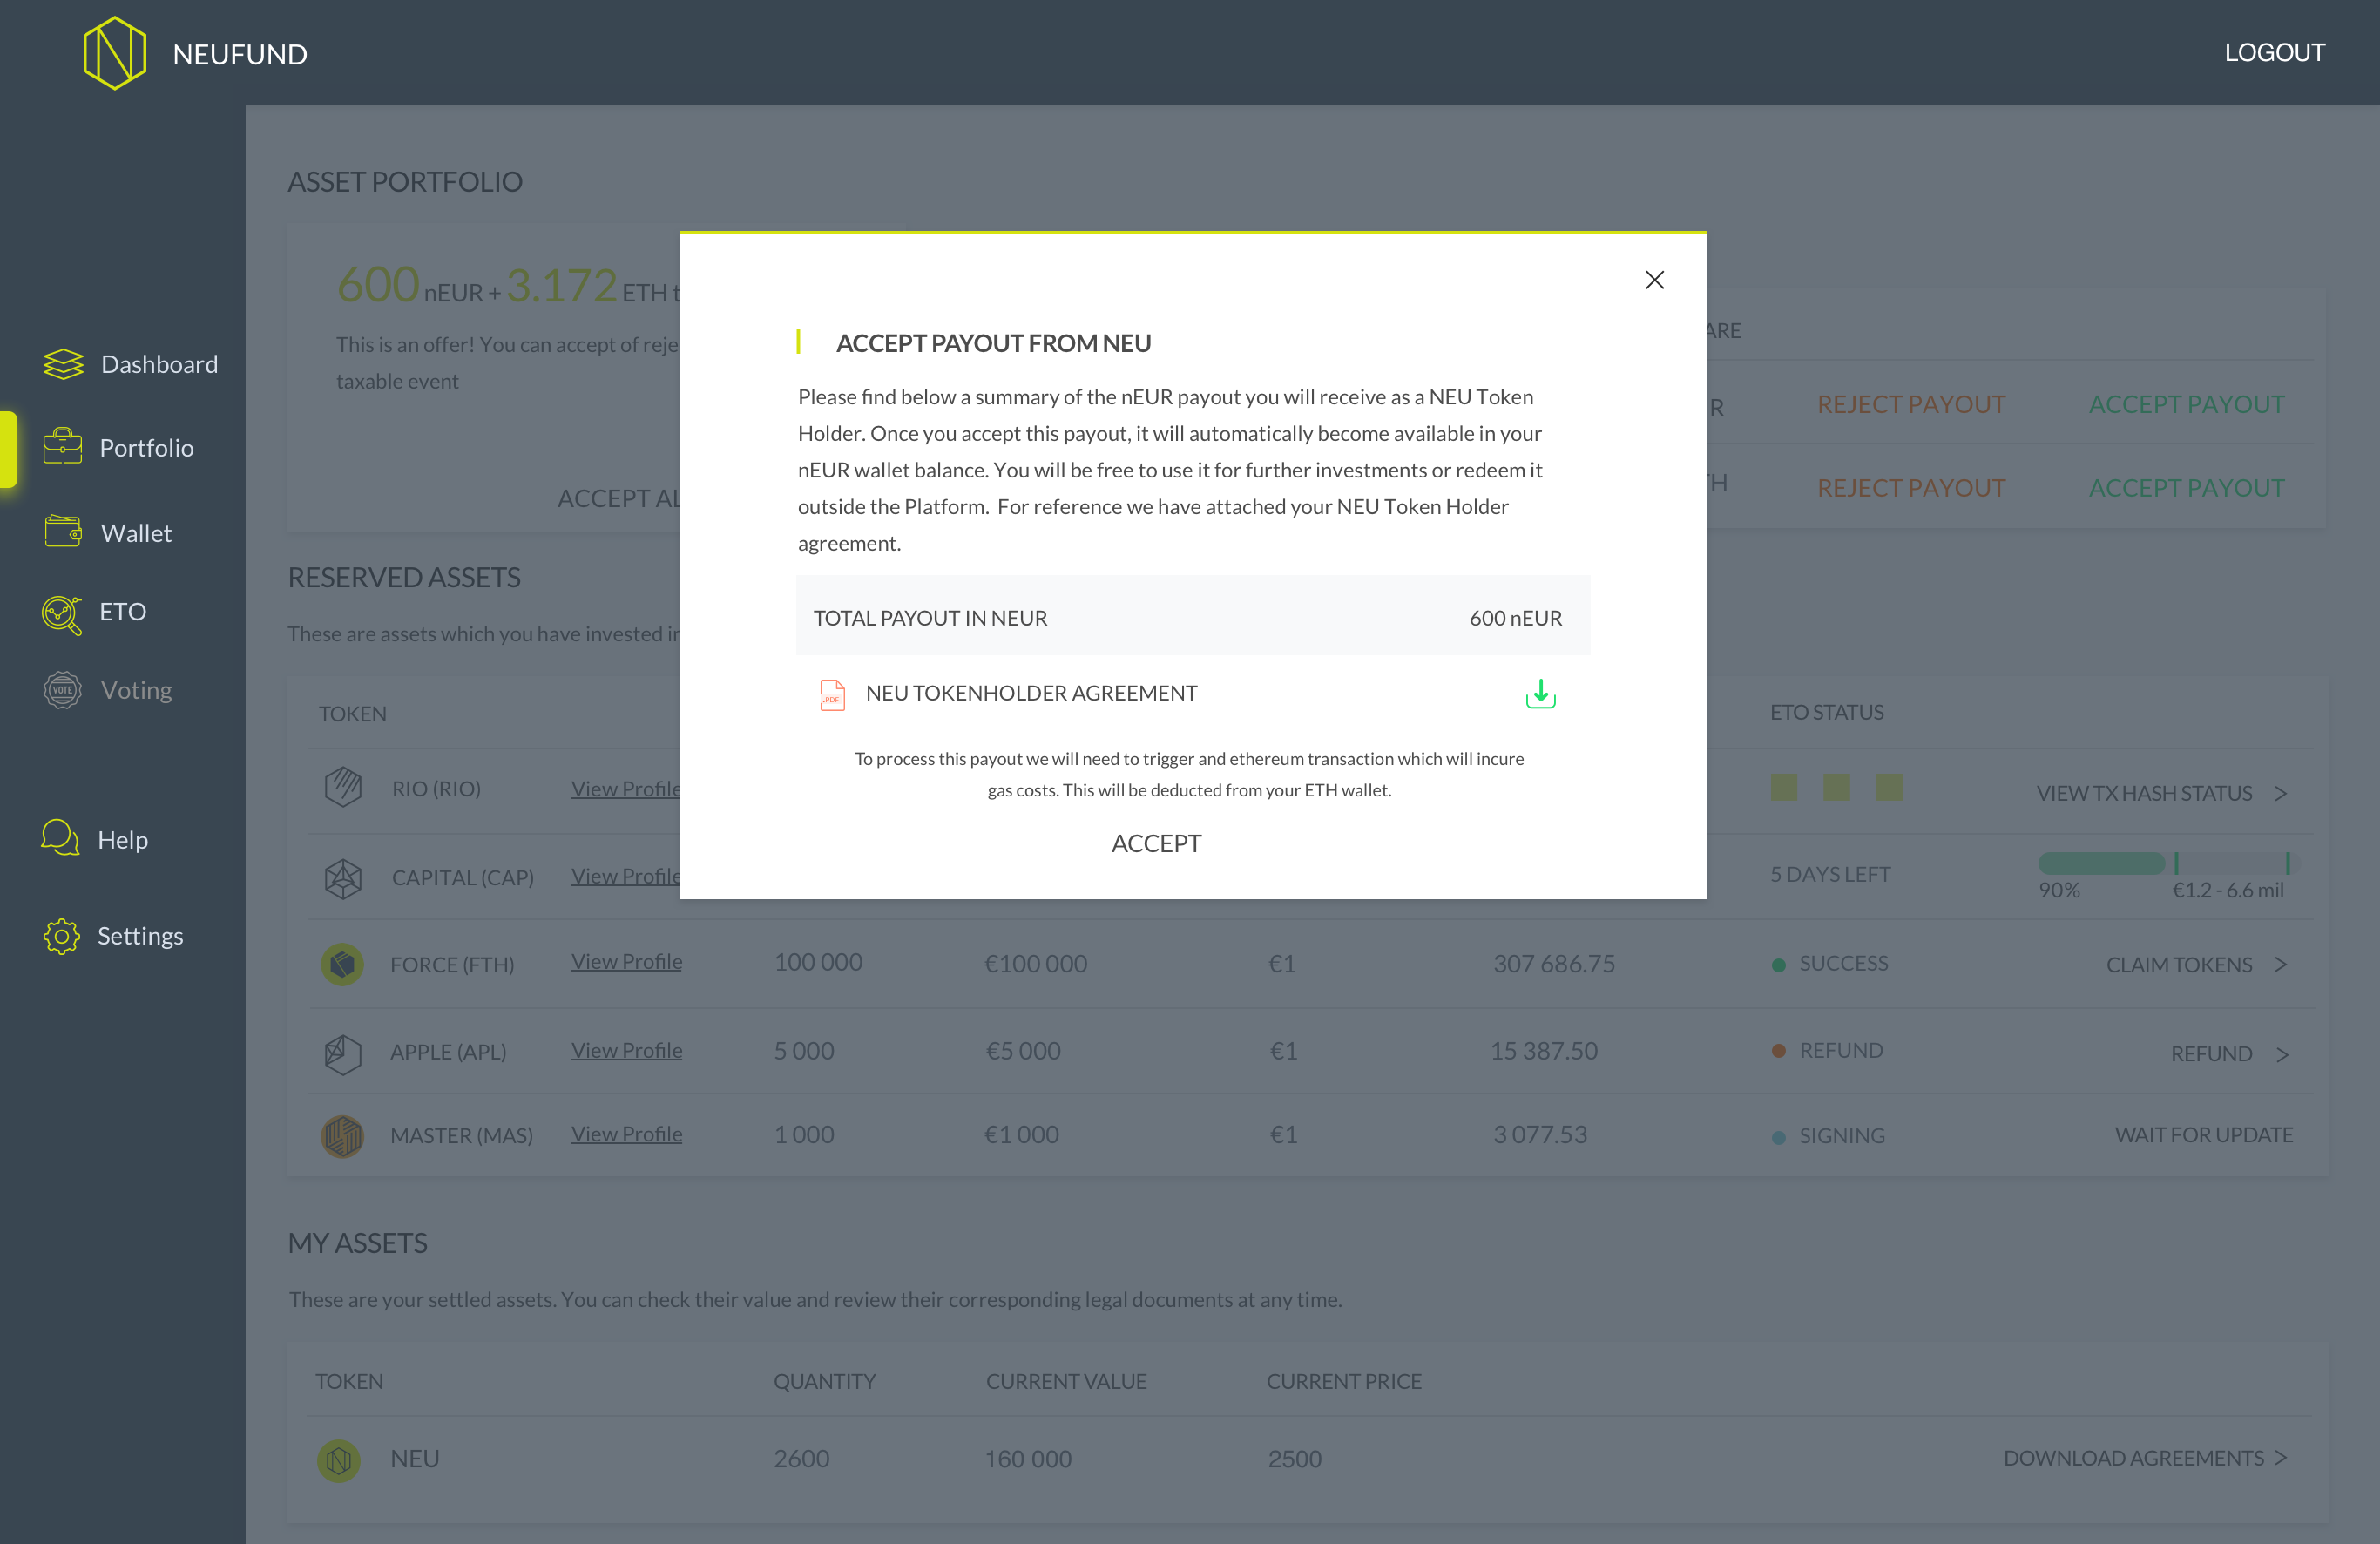 NEUFUND
LOGOUT
Dashboard
Portfolio
Wallet
ETO
VOTE
Voting
Help
Settings
ASSET PORTFOLIO
600 nEUR + 3.172 ETH t
This is an offer! You can accept of reje
taxable event
ACCEPT AL
ARE
R
REJECT PAYOUT
ACCEPT PAYOUT
TH
REJECT PAYOUT
ACCEPT PAYOUT
ACCEPT PAYOUT FROM NEU
Please find below a summary of the nEUR payout you will receive as a NEU Token
Holder. Once you accept this payout, it will automatically become available in your
nEUR wallet balance. You will be free to use it for further investments or redeem it
outside the Platform.  For reference we have attached your NEU Token Holder
agreement.
TOTAL PAYOUT IN NEUR 600 nEUR
.PDF
NEU TOKENHOLDER AGREEMENT
To process this payout we will need to trigger and ethereum transaction which will incure
gas costs. This will be deducted from your ETH wallet.
ACCEPT
RESERVED ASSETS
These are assets which you have invested in
TOKEN ETO STATUS
RIO (RIO) View Profile VIEW TX HASH STATUS >
CAPITAL (CAP) View Profile 5 DAYS LEFT
90% €1.2 - 6.6 mil
FORCE (FTH) View Profile 100 000 €100 000 €1 307 686.75 SUCCESS CLAIM TOKENS >
APPLE (APL) View Profile 5 000 €5 000 €1 15 387.50 REFUND REFUND >
MASTER (MAS) View Profile 1 000 €1 000 €1 3 077.53 SIGNING WAIT FOR UPDATE
MY ASSETS
These are your settled assets. You can check their value and review their corresponding legal documents at any time.
TOKEN QUANTITY CURRENT VALUE CURRENT PRICE
NEU 2600 160 000 2500 DOWNLOAD AGREEMENTS >